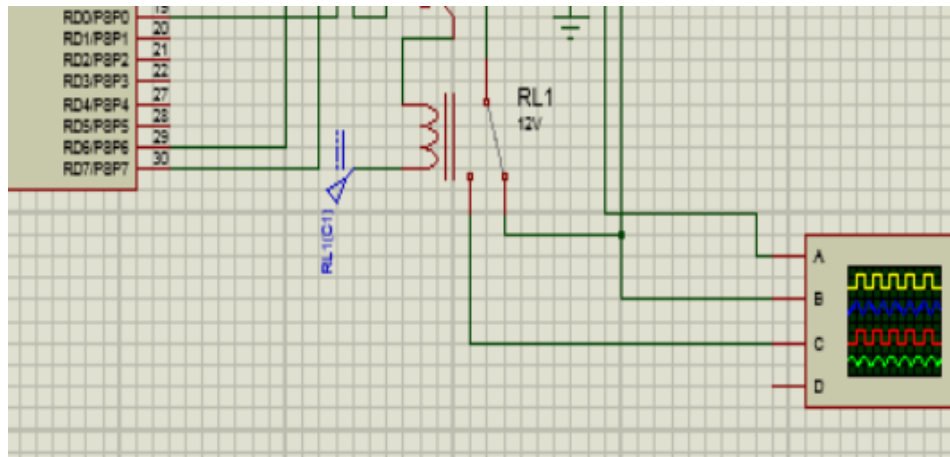 RD0/PSP0
19
RD1/PSP1
20
RD2/PSP2
21
RD3/PSP3
22
RD4/PSP4
27
RD5/PSP5
28
RD6/PSP6
29
RD7/PSP7
30
RL1
12V
RL1(C1)
A
B
C
D